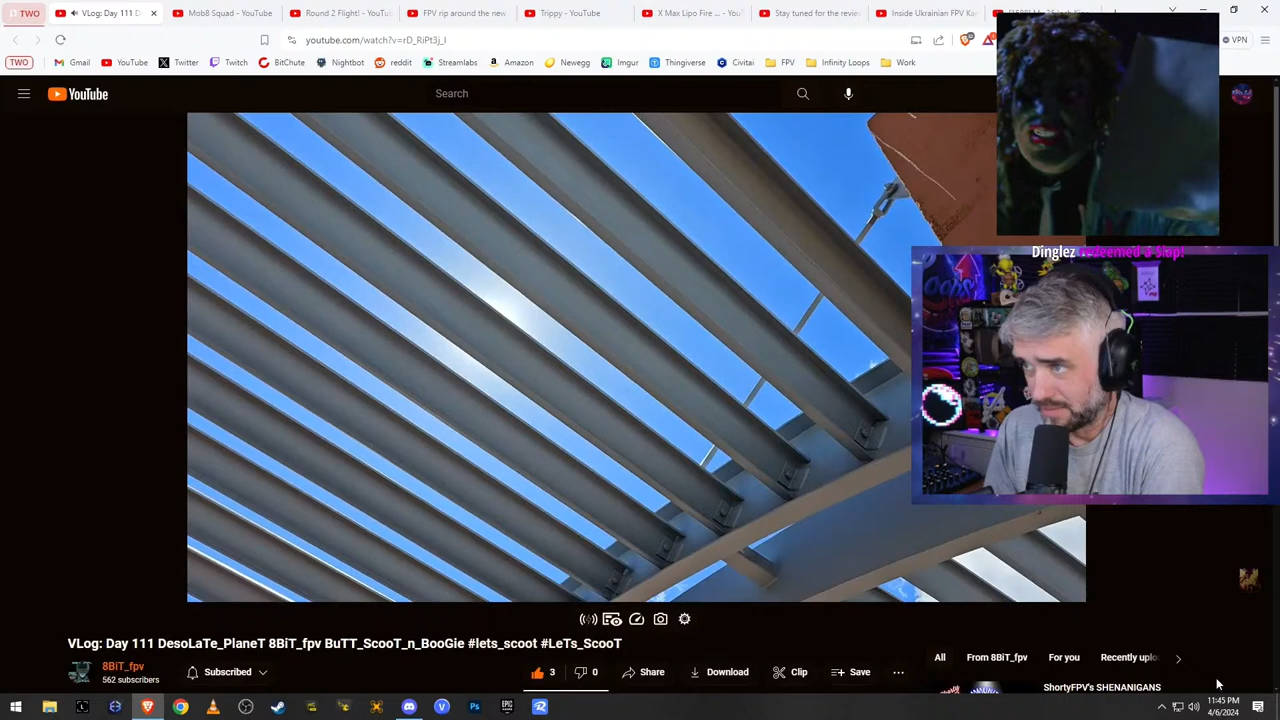 TWO
VLog: Day 111 D
Mob8 Squad - YouTube
Round 2 Flight! - YouTu
FPV rip around the new
Trippy - YouTube
X Max Lipo Fire ... - You
Stay tuned for the review
Inside Ukrainian FPV Ka
youtube.com/watch?v=rD_RiPt3j_I
VPN
TWO
Gmail
YouTube
Twitter
Twitch
BitChute
Nightbot
reddit
Streamlabs
Amazon
Newegg
Imgur
Thingiverse
Civitai
FPV
Infinity Loops
Work
YouTube
Search
Dinglez redeemed a Slap!
VLog: Day 111 DesoLaTe_PlaneT 8BiT_fpv BuTT_ScooT_n_BooGie #lets_scoot #LeTs_ScooT
8BiT_fpv
562 subscribers
Subscribed
3
0
Share
Download
Clip
Save
All
From 8BiT_fpv
For you
Recently uplo
ShortyFPV's SHENANIGANS
11:45 PM
4/6/2024